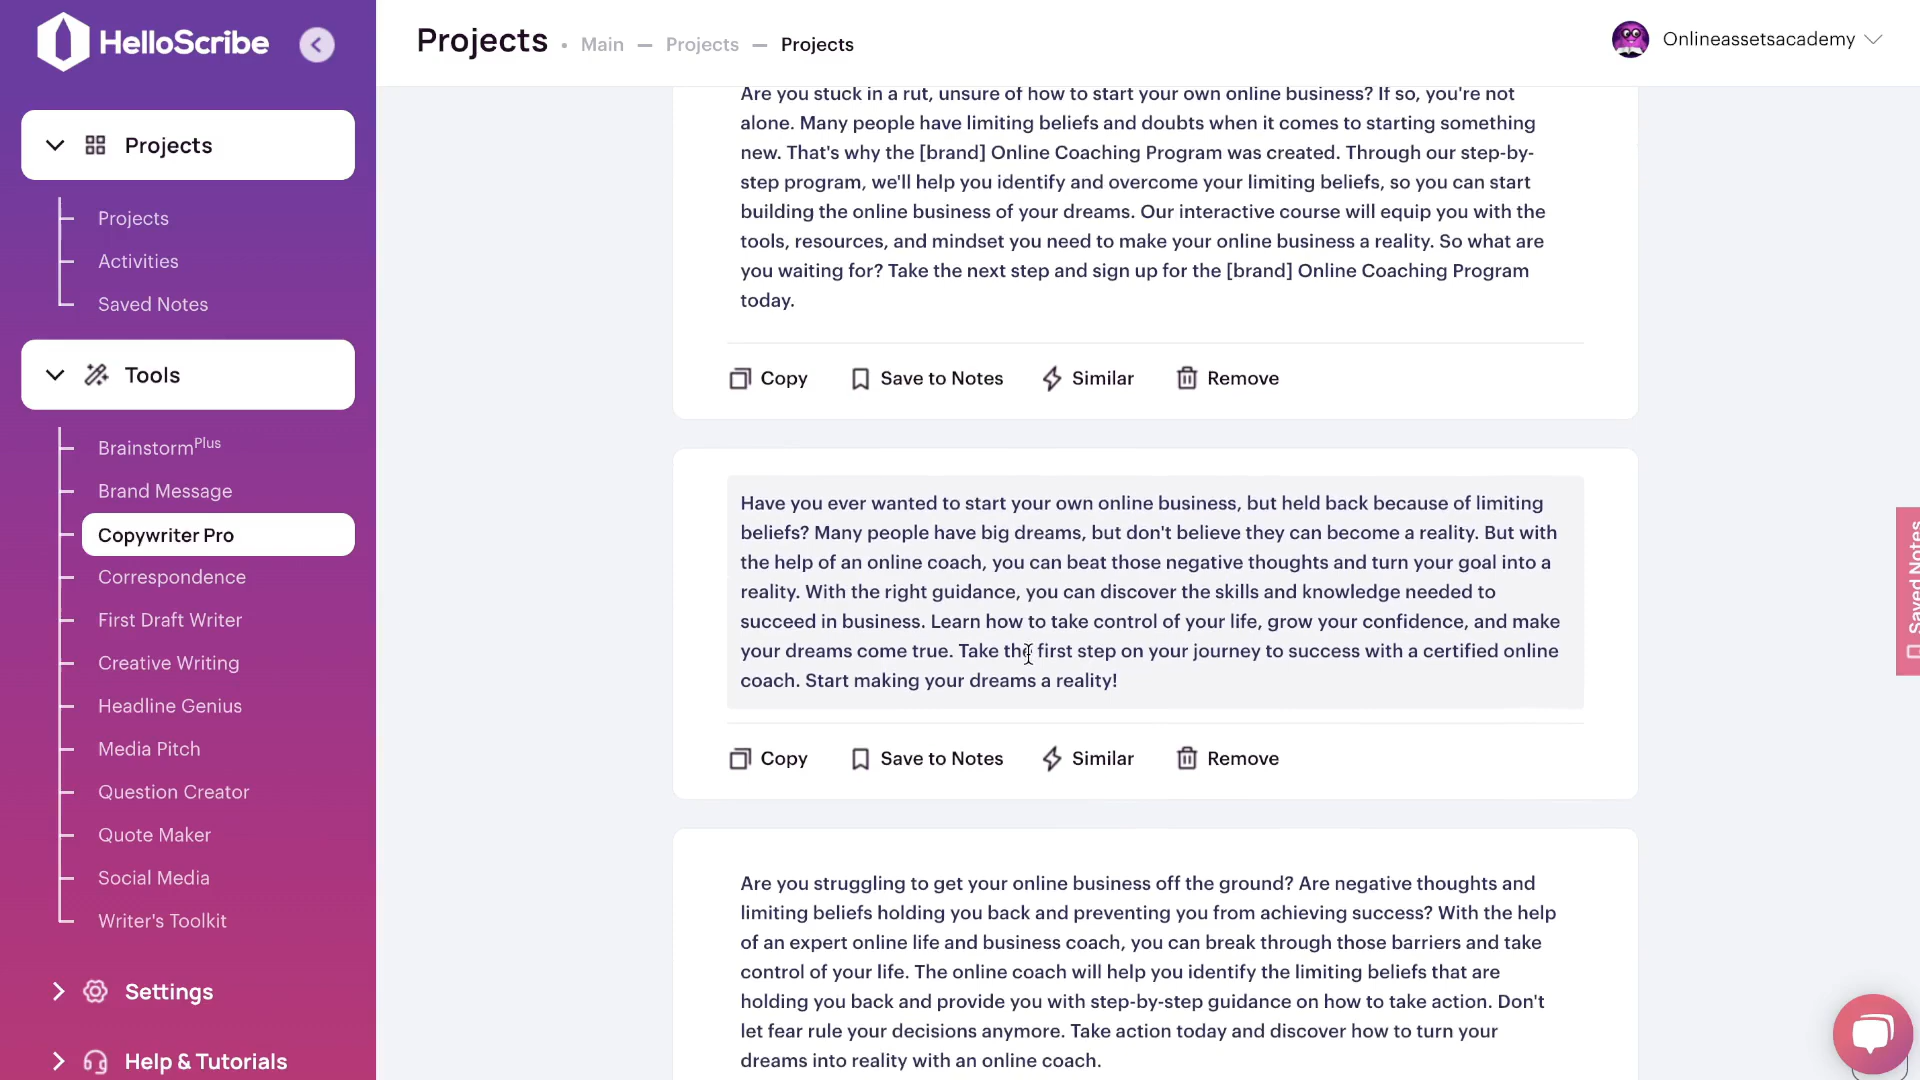 HelloScribe
Projects
Projects
Activities
Saved Notes
Tools
BrainstormPlus
Brand Message
Copywriter Pro
Correspondence
First Draft Writer
Creative Writing
Headline Genius
Media Pitch
Question Creator
Quote Maker
Social Media
Writer's Toolkit
Settings
Help & Tutorials
Projects • Main — Projects — Projects
Onlineassetsacademy
Are you stuck in a rut, unsure of how to start your own online business? If so, you're not
alone. Many people have limiting beliefs and doubts when it comes to starting something
new. That's why the [brand] Online Coaching Program was created. Through our step-by-
step program, we'll help you identify and overcome your limiting beliefs, so you can start
building the online business of your dreams. Our interactive course will equip you with the
tools, resources, and mindset you need to make your online business a reality. So what are
you waiting for? Take the next step and sign up for the [brand] Online Coaching Program
today.
Copy Save to Notes Similar Remove
Have you ever wanted to start your own online business, but held back because of limiting
beliefs? Many people have big dreams, but don't believe they can become a reality. But with
the help of an online coach, you can beat those negative thoughts and turn your goal into a
reality. With the right guidance, you can discover the skills and knowledge needed to
succeed in business. Learn how to take control of your life, grow your confidence, and make
your dreams come true. Take the first step on your journey to success with a certified online
coach. Start making your dreams a reality!
Copy Save to Notes Similar Remove
Are you struggling to get your online business off the ground? Are negative thoughts and
limiting beliefs holding you back and preventing you from achieving success? With the help
of an expert online life and business coach, you can break through those barriers and take
control of your life. The online coach will help you identify the limiting beliefs that are
holding you back and provide you with step-by-step guidance on how to take action. Don't
let fear rule your decisions anymore. Take action today and discover how to turn your
dreams into reality with an online coach.
Saved Notes